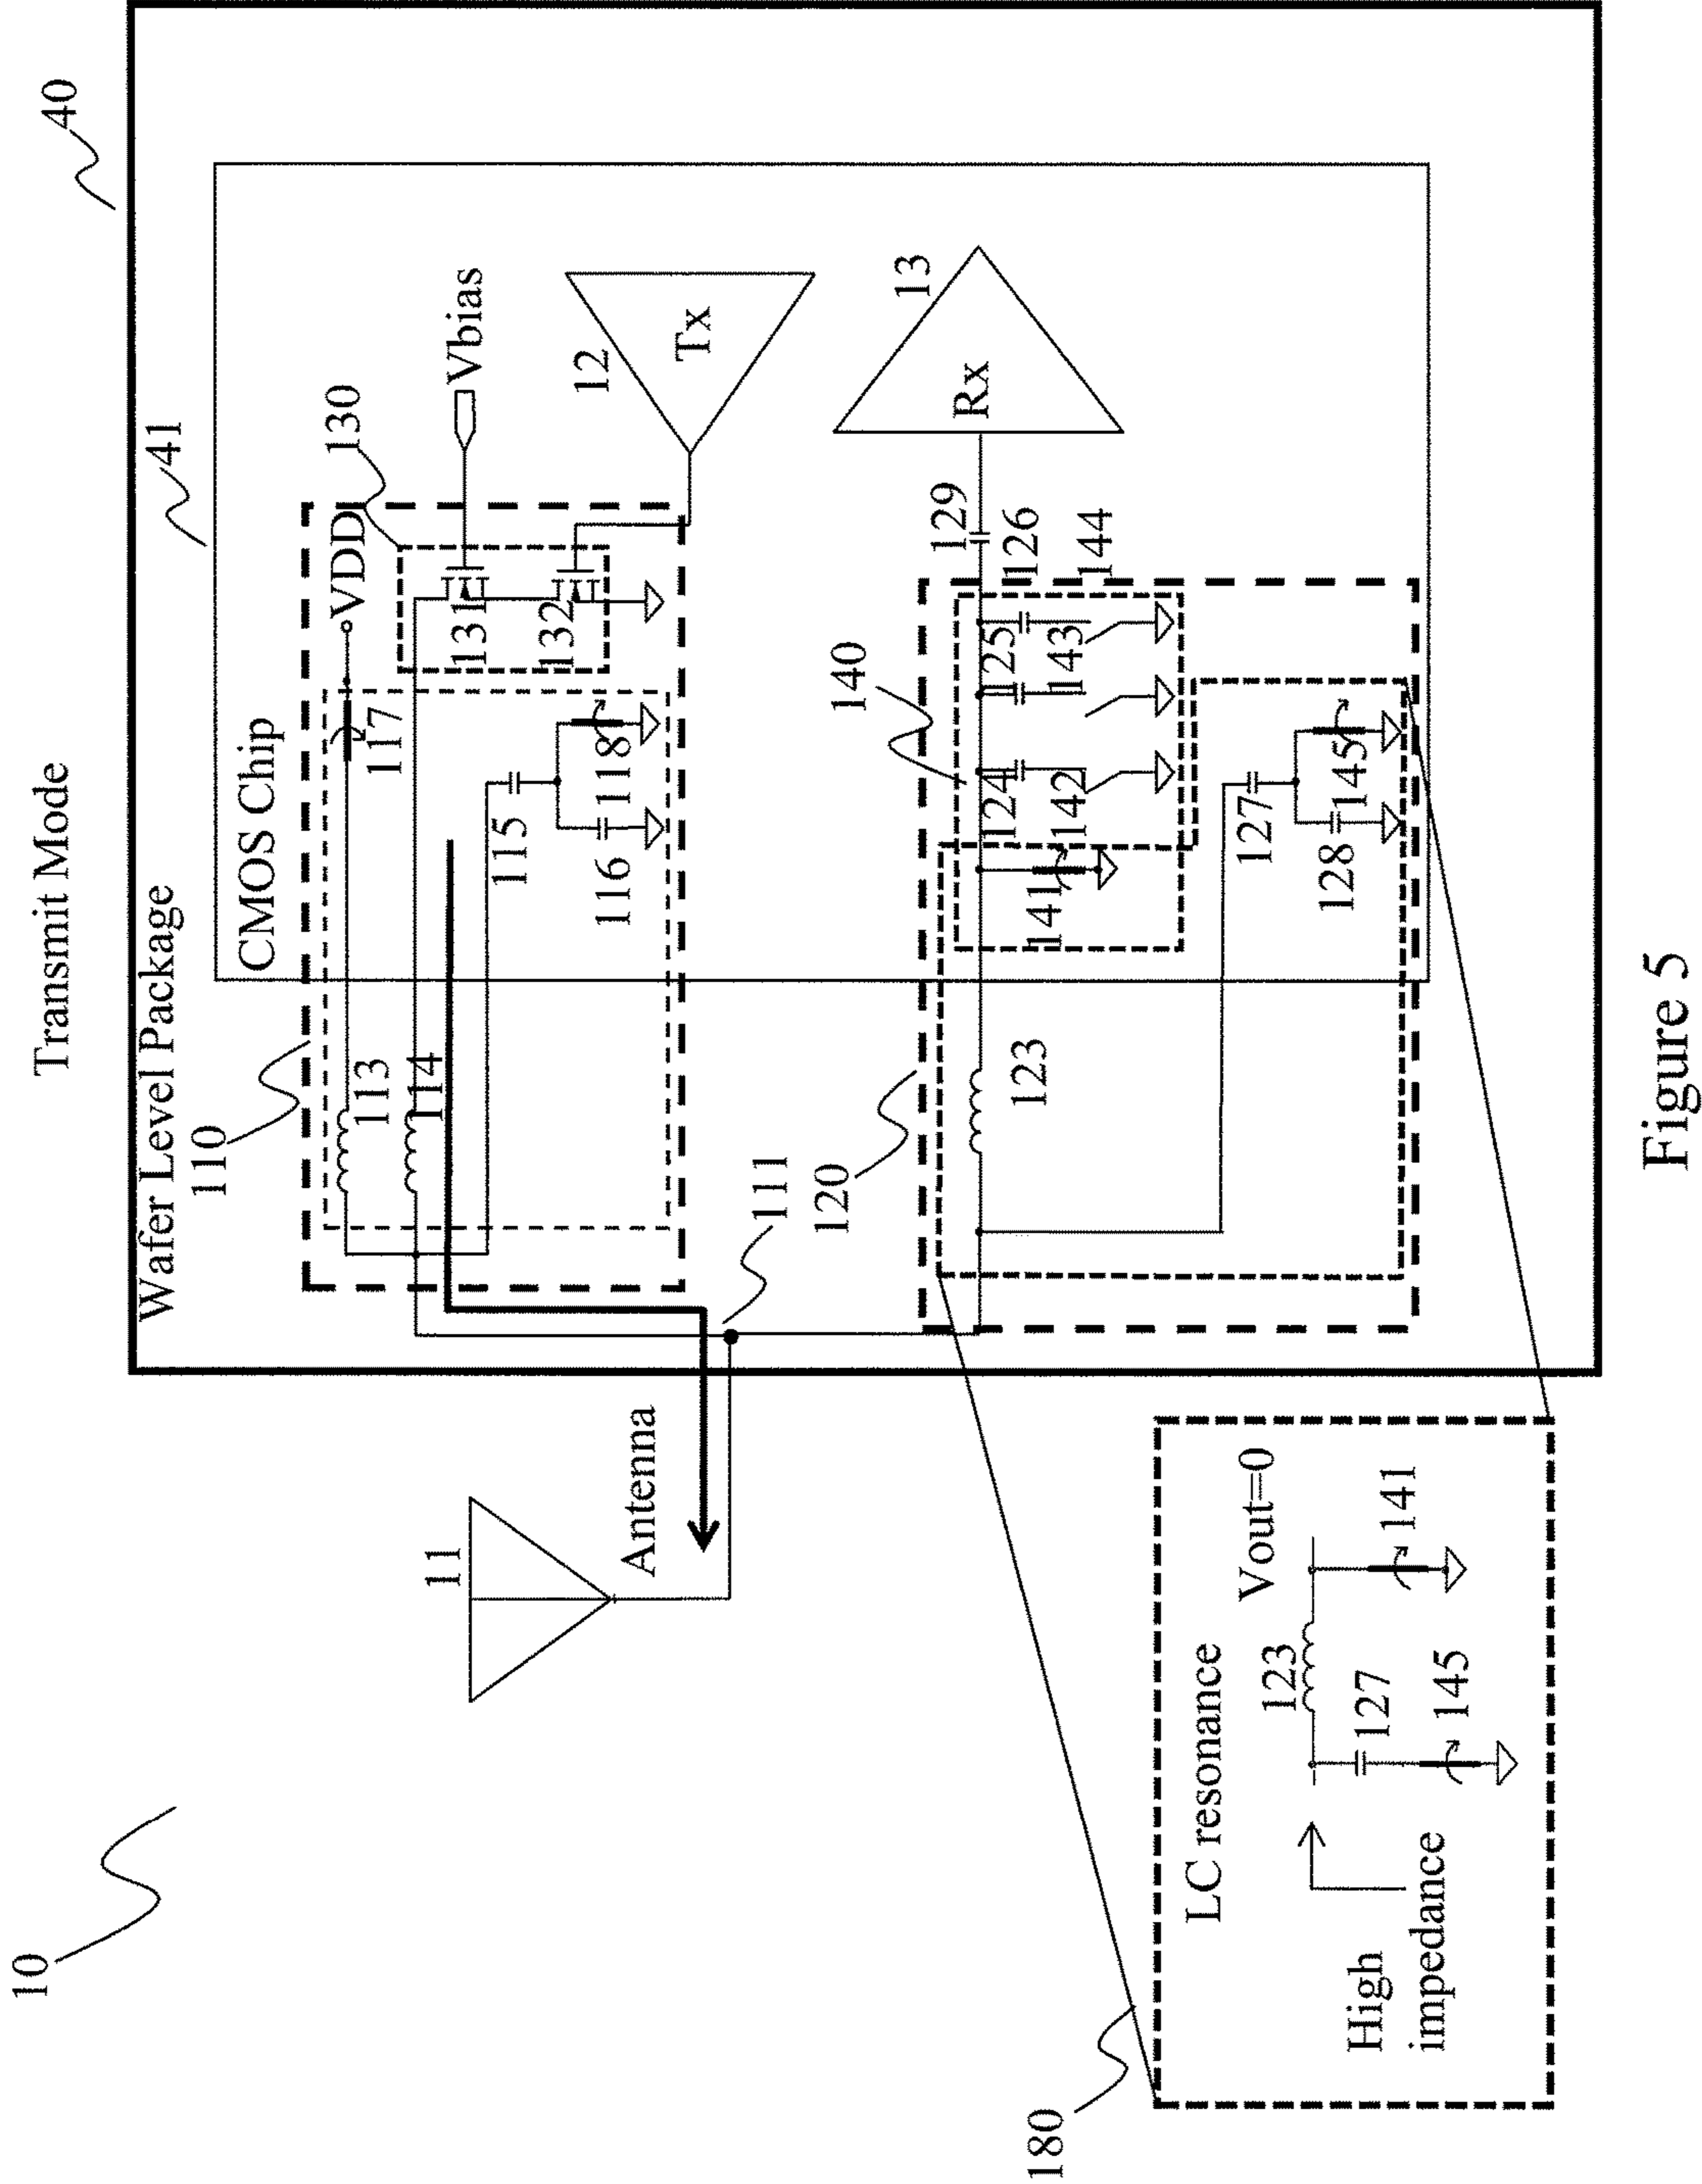 Transmit Mode
10
40
41
Wafer Level Package
CMOS Chip
110
130
VDD
Vbias
117
113
114
131
132
115
116
118
12
Tx
11
Antenna
111
120
140
13
Rx
129
126
144
125
143
124
142
141
123
127
128
145
180
LC resonance
Vout=0
123
141
127
145
High
impedance
Figure 5